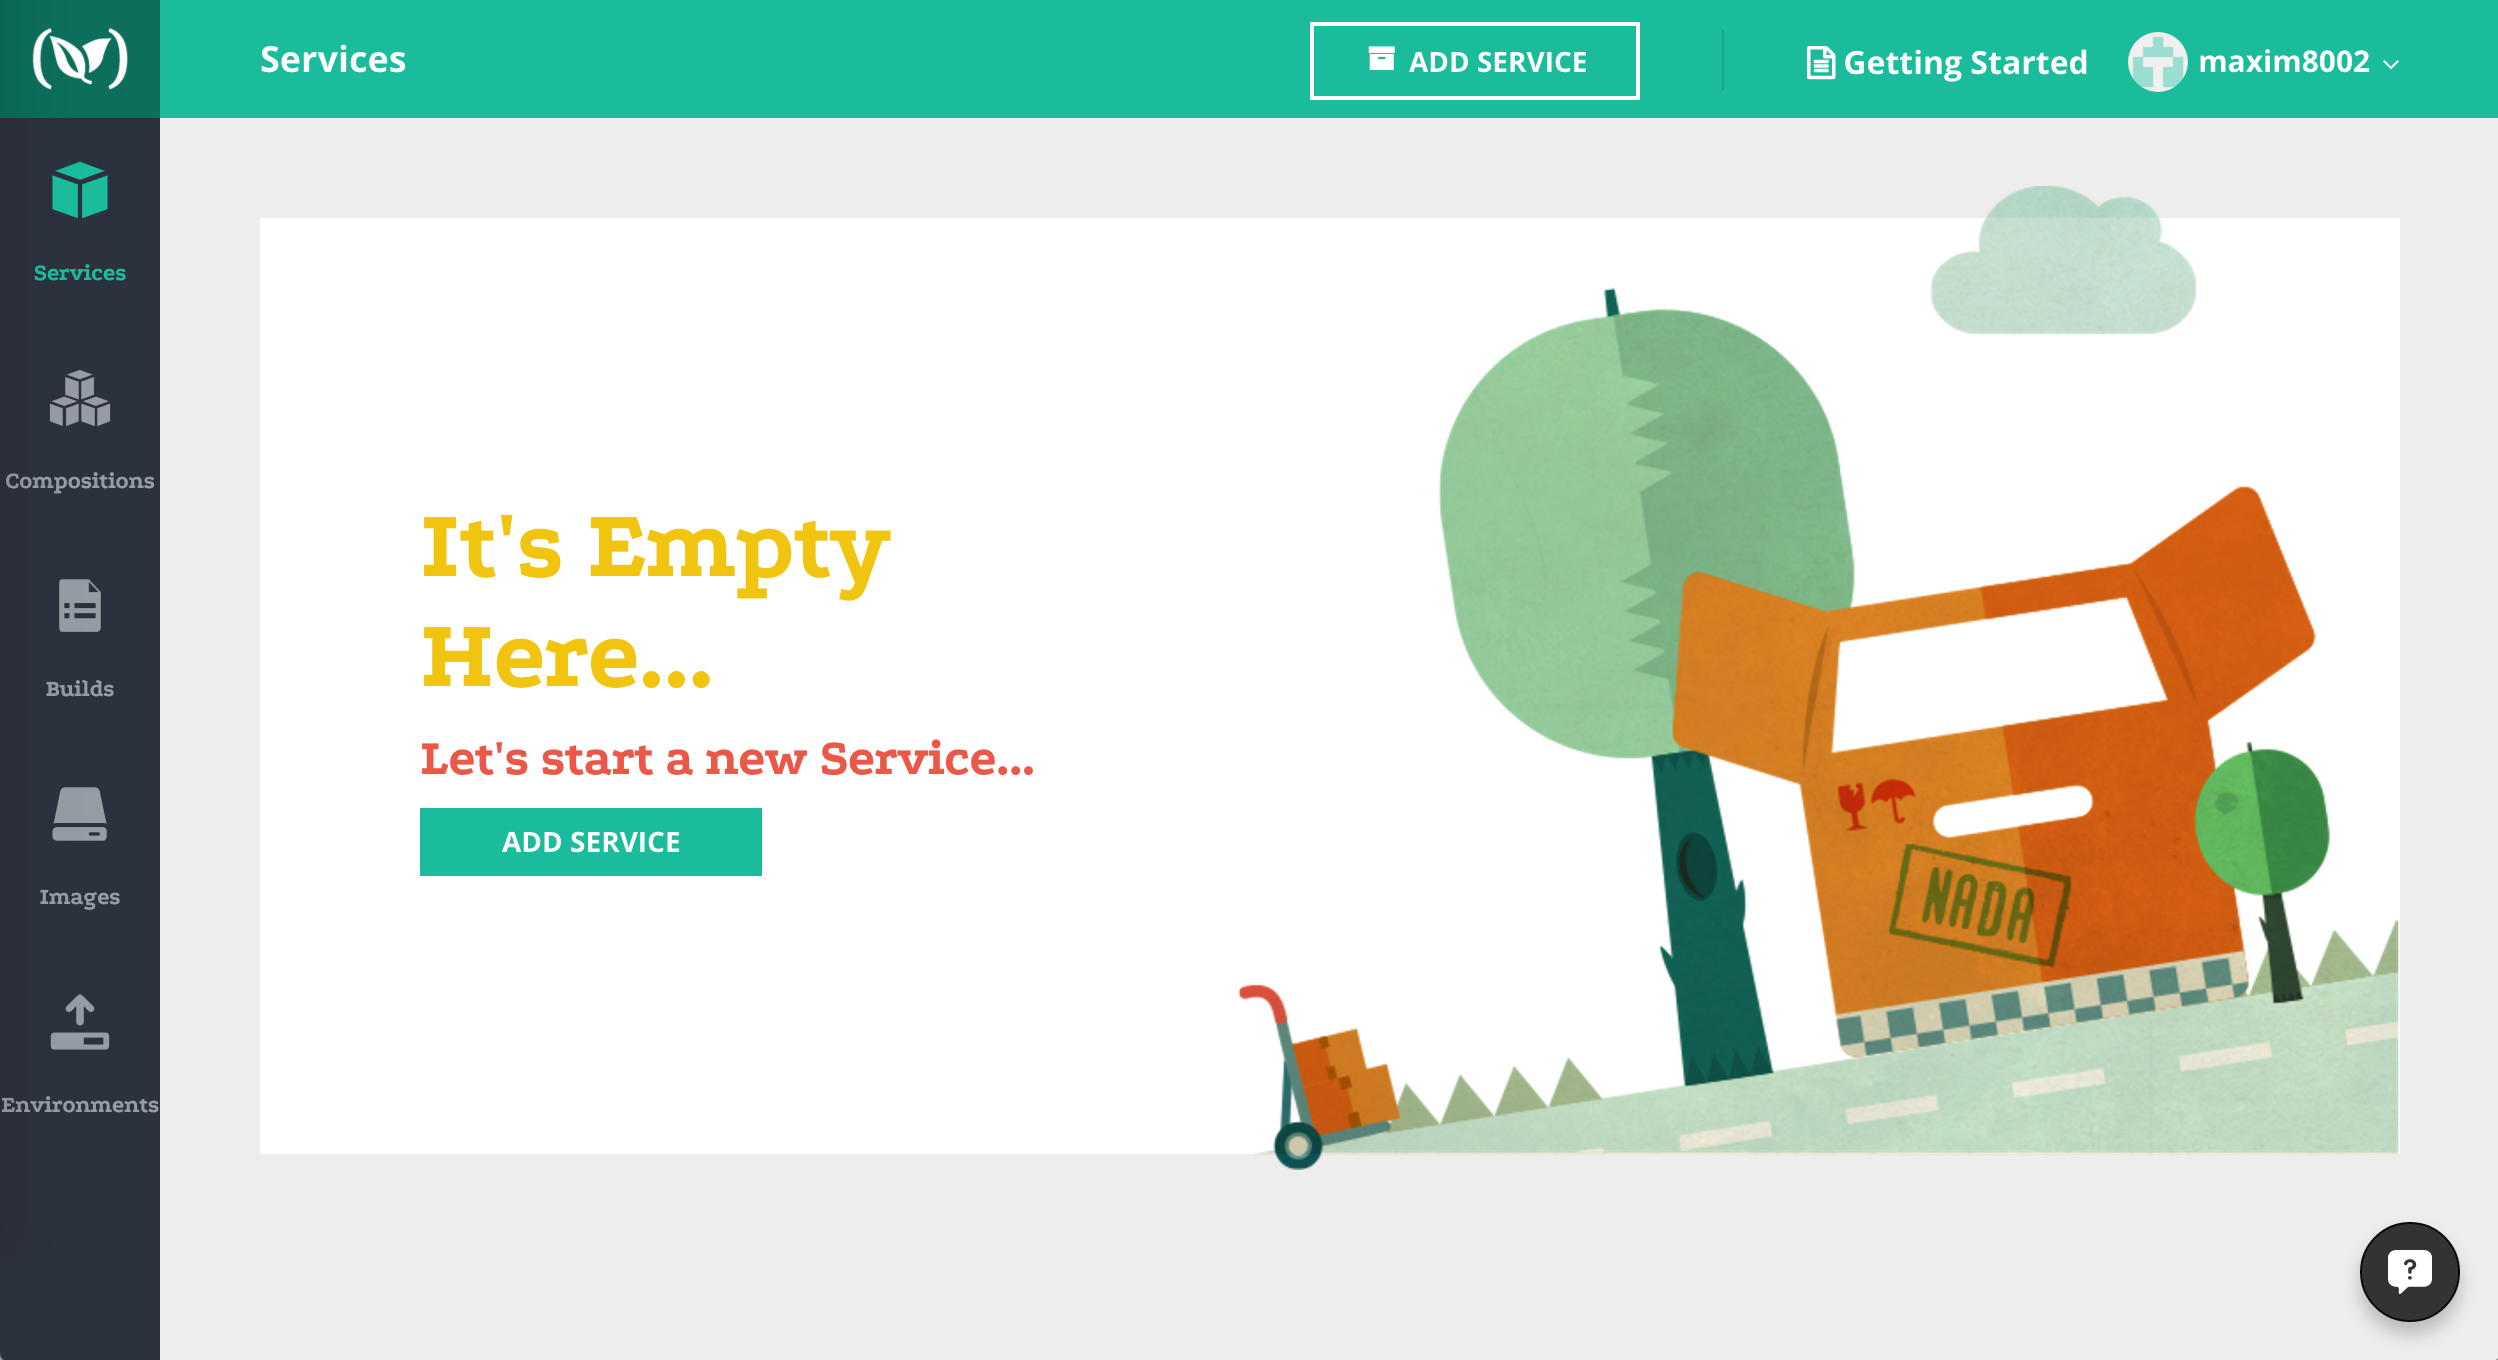 Services
ADD SERVICE
Getting Started
maxim8002
Services
Compositions
Builds
Images
Environments
It's Empty
Here...
Let's start a new Service...
ADD SERVICE
NADA
?